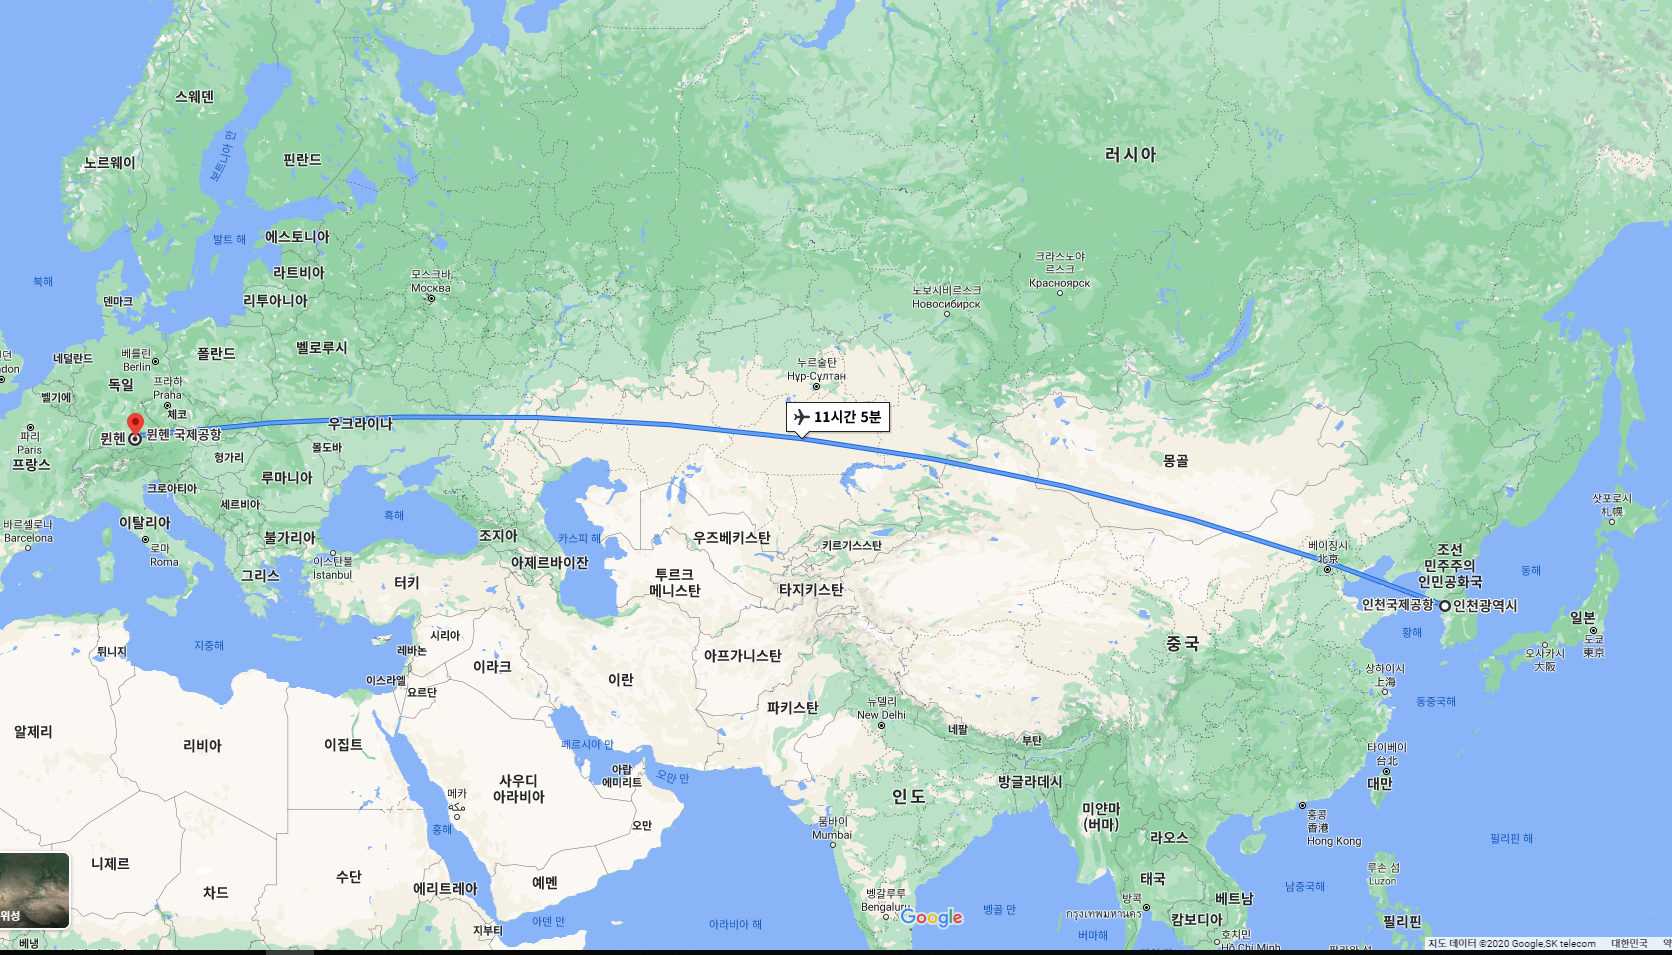 스웨덴
보트니아 만
노르웨이
핀란드
러시아
에스토니아
발트 해
라트비아
모스크바
Москва
크라스노야
르스크
Красноярск
북해
덴마크
리투아니아
노보시비르스크
Новосибирск
벨로루시
네덜란드
베를린
Berlin
폴란드
don
독일
프라하
Praha
벨기에
체코
누르술탄
Нұр-Сұлтан
11시간 5분
파리
Paris
프랑스
뮌헨
뮌헨 국제공항
우크라이나
몰도바
헝가리
몽골
루마니아
크로아티아
세르비아
삿포로시
札幌
바르셀로나
Barcelona
이탈리아
로마
Roma
흑해
불가리아
조지아
카스피 해
우즈베키스탄
키르기스스탄
베이징시
北京
조선
민주주의
인민공화국
동해
이스탄불
İstanbul
아제르바이잔
그리스
터키
투르크
메니스탄
타지키스탄
인천국제공항
인천광역시
일본
도쿄
東京
황해
지중해
튀니지
시리아
레바논
이라크
아프가니스탄
중국
오사카시
大阪
이스라엘
요르단
이란
상하이시
上海
파키스탄
뉴델리
New Delhi
동중국해
알제리
리비아
이집트
페르시아 만
네팔
부탄
타이베이
台北
대만
아랍
에미리트
오만 만
사우디
아라비아
방글라데시
인도
메카
مكة
홍해
오만
뭄바이
Mumbai
미얀마
(버마)
라오스
홍콩
香港
Hong Kong
필리핀 해
니제르
차드
수단
에리트레아
예멘
태국
루손 섬
Luzon
위성
벵갈루루
Bengaluru
Google
벵골 만
방콕
กรุงเทพมหานคร
베트남
남중국해
캄보디아
필리핀
아덴 만
아라비아 해
지부티
버마해
호치민
Hồ Chí Minh
베냉
지도 데이터 ©2020 Google,SK telecom
대한민국
약